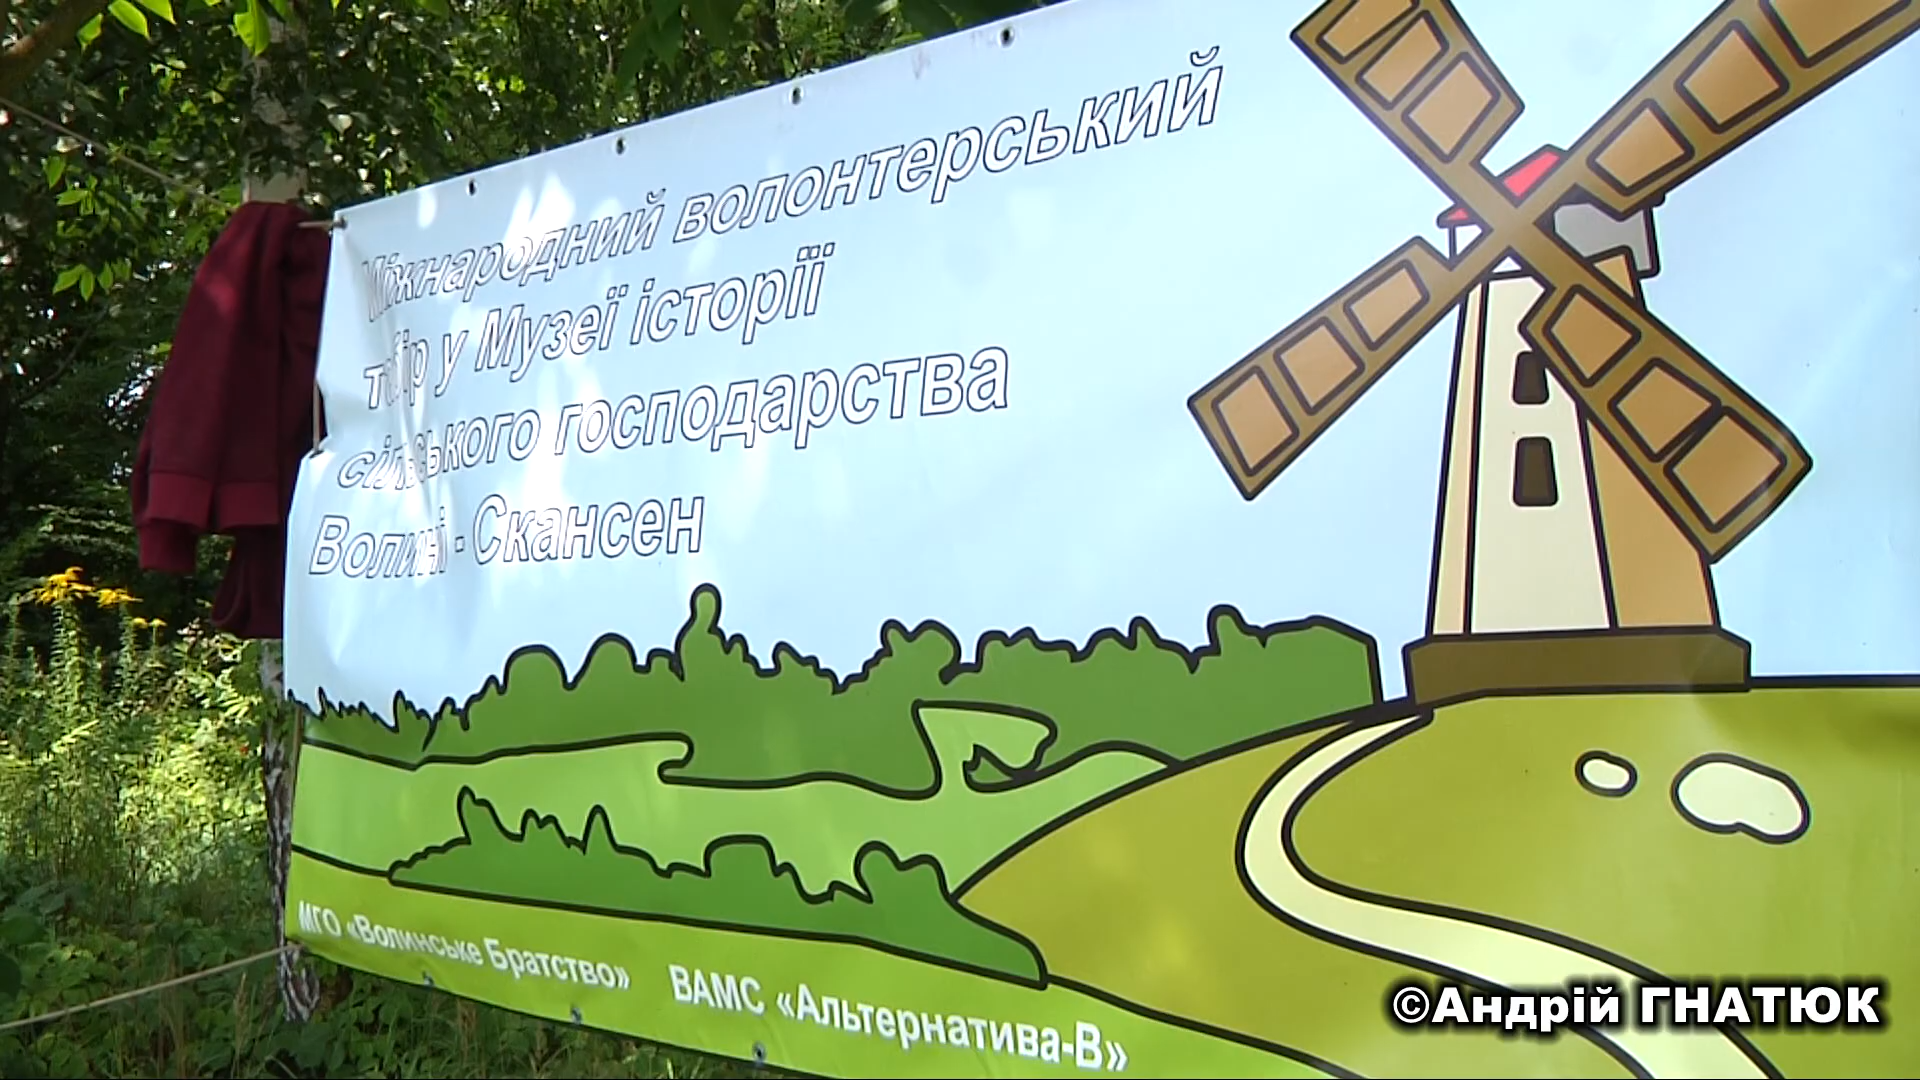 Міжнародний волонтерський
табір у Музеї історії
сільського господарства
Волині - Скансен
МГО «Волинське Братство» ВАМС «Альтернатива-В»
©Андрій ГНАТЮК